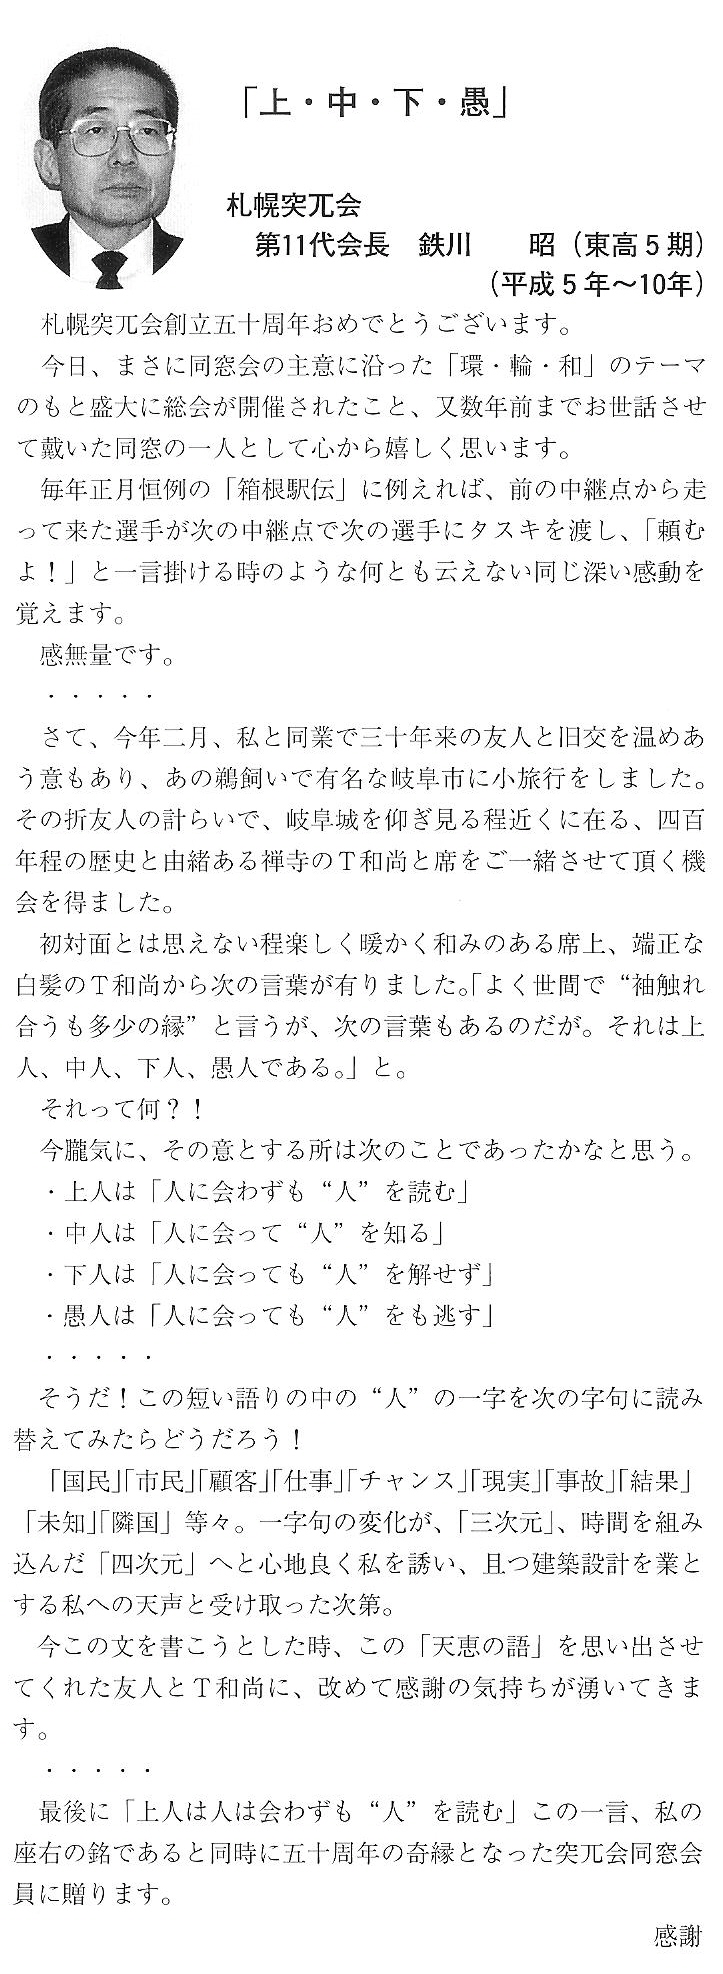 「上・中・下・愚」
札幌突兀会
第11代会長　鉄川　　昭（東高５期）
（平成５年〜10年）
札幌突兀会創立五十周年おめでとうございます。
今日、まさに同窓会の主意に沿った「環・輪・和」のテーマ
のもと盛大に総会が開催されたこと、又数年前までお世話させ
て戴いた同窓の一人として心から嬉しく思います。
毎年正月恒例の「箱根駅伝」に例えれば、前の中継点から走
って来た選手が次の中継点で次の選手にタスキを渡し、「頼む
よ！」と一言掛ける時のような何とも云えない同じ深い感動を
覚えます。
感無量です。
・・・・・
さて、今年二月、私と同業で三十年来の友人と旧交を温めあ
う意もあり、あの鵜飼いで有名な岐阜市に小旅行をしました。
その折友人の計らいで、岐阜城を仰ぎ見る程近くに在る、四百
年程の歴史と由緒ある禅寺のＴ和尚と席をご一緒させて頂く機
会を得ました。
初対面とは思えない程楽しく暖かく和みのある席上、端正な
白髪のＴ和尚から次の言葉が有りました。「よく世間で“袖触れ
合うも多少の縁”と言うが、次の言葉もあるのだが。それは上
人、中人、下人、愚人である。」と。
それって何？！
今朧気に、その意とする所は次のことであったかなと思う。
・上人は「人に会わずも“人”を読む」
・中人は「人に会って“人”を知る」
・下人は「人に会っても“人”を解せず」
・愚人は「人に会っても“人”をも逃す」
・・・・・
そうだ！この短い語りの中の“人”の一字を次の字句に読み
替えてみたらどうだろう！
「国民」「市民」「顧客」「仕事」「チャンス」「現実」「事故」「結果」
「未知」「隣国」等々。一字句の変化が、「三次元」、時間を組み
込んだ「四次元」へと心地良く私を誘い、且つ建築設計を業と
する私への天声と受け取った次第。
今この文を書こうとした時、この「天恵の語」を思い出させ
てくれた友人とＴ和尚に、改めて感謝の気持ちが湧いてきま
す。
・・・・・
最後に「上人は人は会わずも“人”を読む」この一言、私の
座右の銘であると同時に五十周年の奇縁となった突兀会同窓会
員に贈ります。
感謝